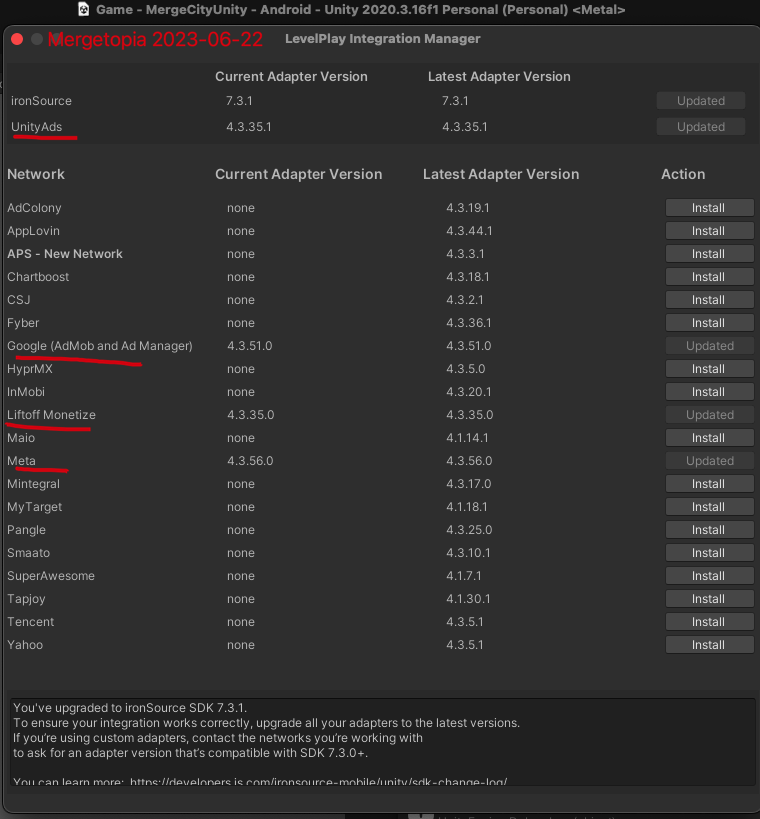 Game - MergeCityUnity - Android - Unity 2020.3.16f1 Personal (Personal) <Metal>
Mergetopia 2023-06-22 LevelPlay Integration Manager
Current Adapter Version Latest Adapter Version
ironSource 7.3.1 7.3.1 Updated
UnityAds 4.3.35.1 4.3.35.1 Updated
Network Current Adapter Version Latest Adapter Version Action
AdColony none 4.3.19.1 Install
AppLovin none 4.3.44.1 Install
APS - New Network none 4.3.3.1 Install
Chartboost none 4.3.18.1 Install
CSJ none 4.3.2.1 Install
Fyber none 4.3.36.1 Install
Google (AdMob and Ad Manager) 4.3.51.0 4.3.51.0 Updated
HyprMX none 4.3.5.0 Install
InMobi none 4.3.20.1 Install
Liftoff Monetize 4.3.35.0 4.3.35.0 Updated
Maio none 4.1.14.1 Install
Meta 4.3.56.0 4.3.56.0 Updated
Mintegral none 4.3.17.0 Install
MyTarget none 4.1.18.1 Install
Pangle none 4.3.25.0 Install
Smaato none 4.3.10.1 Install
SuperAwesome none 4.1.7.1 Install
Tapjoy none 4.1.30.1 Install
Tencent none 4.3.5.1 Install
Yahoo none 4.3.5.1 Install
You've upgraded to ironSource SDK 7.3.1.
To ensure your integration works correctly, upgrade all your adapters to the latest versions.
If you're using custom adapters, contact the networks you're working with
to ask for an adapter version that's compatible with SDK 7.3.0+.
You can learn more: https://developers.is.com/ironsource-mobile/unity/sdk-change-log/